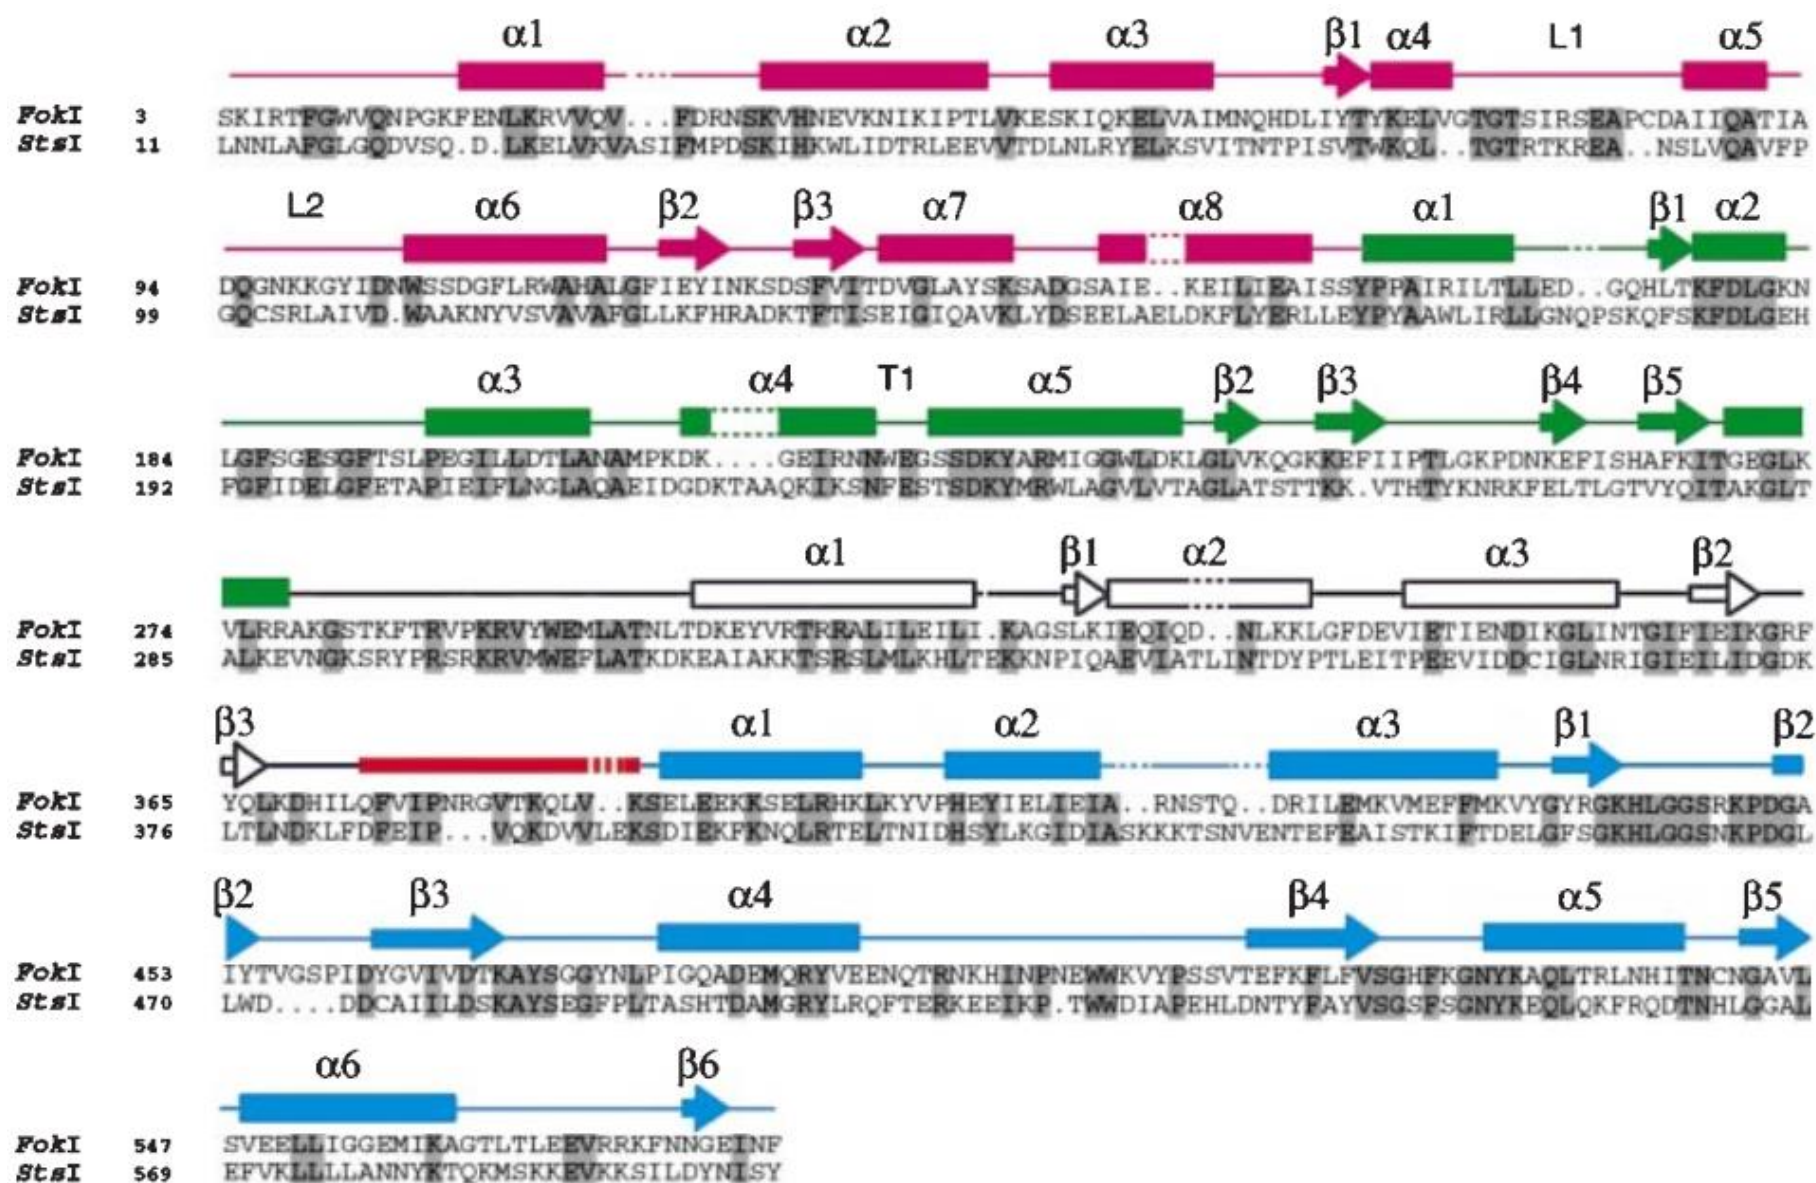 α1 α2 α3 β1 α4 L1 α5
FokI 3 SKIRTFGWVQNPGKFENLKRVVQV...FDRNSKVHNEVKNIKIPTLVKESKIQKELVAIMNQHDLIYTYKELVGTGTSIRSEAPCDAIIQATIA
StsI 11 LNNLAFGLGQDVSQ.D.LKELVKVASIFMPDSKIHKWLIDTRLEEVVTDLNLRYELKSVITNTPISVTWKQL..TGTRTKREA..NSLVQAVFP
L2 α6 β2 β3 α7 α8 α1 β1 α2
FokI 94 DQGNKKGYIDNWSSDGFLRWAHALGFIEYINKSDSFVITDVGLAYSKSADGSAIE..KEILIEAISSYPPAIRILTLLED..GQHLTKFDLGKN
StsI 99 GQCSRLAIVD.WAAKNYVSVAVAFGLLKFHRADKTFTISEIGIQAVKLYDSEELAELDKFLYERLLEYPYAAWLIRLLGNQPSKQFSKFDLGEH
α3 α4 T1 α5 β2 β3 β4 β5
FokI 184 LGFSGESGFTSLPEGILLDTLANAMPKDK....GEIRNNWEGSSDKYARMIGGWLDKLGLVKQGKKEFIIPTLGKPDNKEFISHAFKITGEGLK
StsI 192 FGFIDELGFETAPIEIFLNGLAQAEIDGDKTAAQKIKSNFESTSDKYMRWLAGVLVTAGLATSTTKK.VTHTYKNRKFELTLGTVYQITAKGLT
α1 β1 α2 α3 β2
FokI 274 VLRRAKGSTKFTRVPKRVYWEMLATNLTDKEYVRTRRALILEILI.KAGSLKIEQIQD..NLKKLGFDEVIETIENDIKGLINTGIFIEIKGRF
StsI 285 ALKEVNGKSRYPRSRKRVMWEFLATKDKEAIAKKTSRSLMLKHLTEKKNPIQAEVIATLINTDYPTLEITPEEVIDDCIGLNRIGIEILIDGDK
β3 α1 α2 α3 β1 β2
FokI 365 YQLKDHILQFVIPNRGVTKQLV..KSELEEKKSELRHKLKYVPHEYIELIEIA..RNSTQ..DRILEMKVMEFFMKVYGYRGKHLGGSRKPDGA
StsI 376 LTLNDKLFDFEIP...VQKDVVLEKSDIEKFKNQLRTELTNIDHSYLKGIDIASKKKTSNVENTEFEAISTKIFTDELGFSGKHLGGSNKPDGL
β2 β3 α4 β4 α5 β5
FokI 453 IYTVGSPIDYGVIVDTKAYSGGYNLPIGQADEMQRYVEENQTRNKHINPNEWWKVYPSSVTEFKFLFVSGHFKGNYKAQLTRLNHITNCNGAVL
StsI 470 LWD....DDCAIILDSKAYSEGFPLTASHTDAMGRYLRQFTERKEEIKP.TWWDIAPEHLDNTYFAYVSGSFSGNYKEQLQKFRQDTNHLGGAL
α6 β6
FokI 547 SVEELLIGGEMIKAGTLTLEEVRRKFNNGEINF
StsI 569 EFVKLLLLANNYKTQKMSKKEVKKSILDYNISY